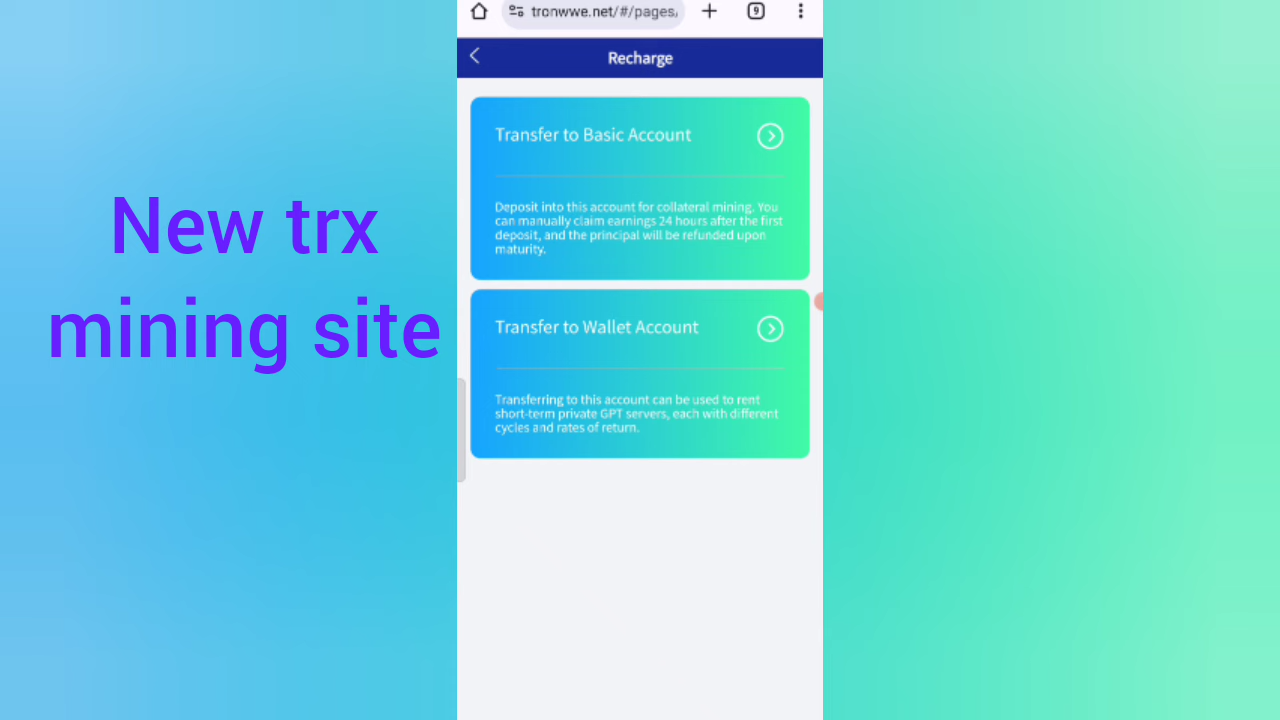 New trx
mining site
tronwwe.net/#/pages/
9
Recharge
Transfer to Basic Account
Deposit into this account for collateral mining. You
can manually claim earnings 24 hours after the first
deposit, and the principal will be refunded upon
maturity.
Transfer to Wallet Account
Transferring to this account can be used to rent
short-term private GPT servers, each with different
cycles and rates of return.